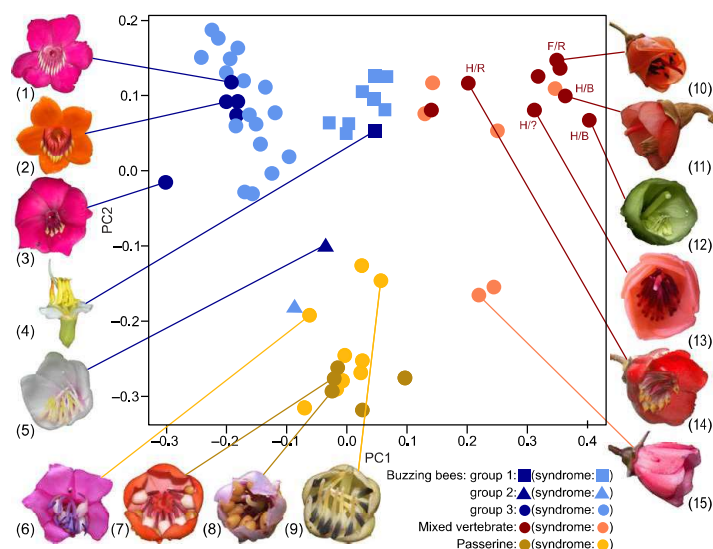 0.2
0.1
0.0
−0.1
−0.2
−0.3
PC2
−0.3
−0.2
−0.1
0.0
0.1
0.2
0.3
0.4
PC1
F/R
H/R
H/B
H/?
H/B
(1)
(2)
(3)
(4)
(5)
(6)
(7)
(8)
(9)
(10)
(11)
(12)
(13)
(14)
(15)
Buzzing bees: group 1: (syndrome: )
group 2: (syndrome: )
group 3: (syndrome: )
Mixed vertebrate: (syndrome: )
Passerine: (syndrome: )